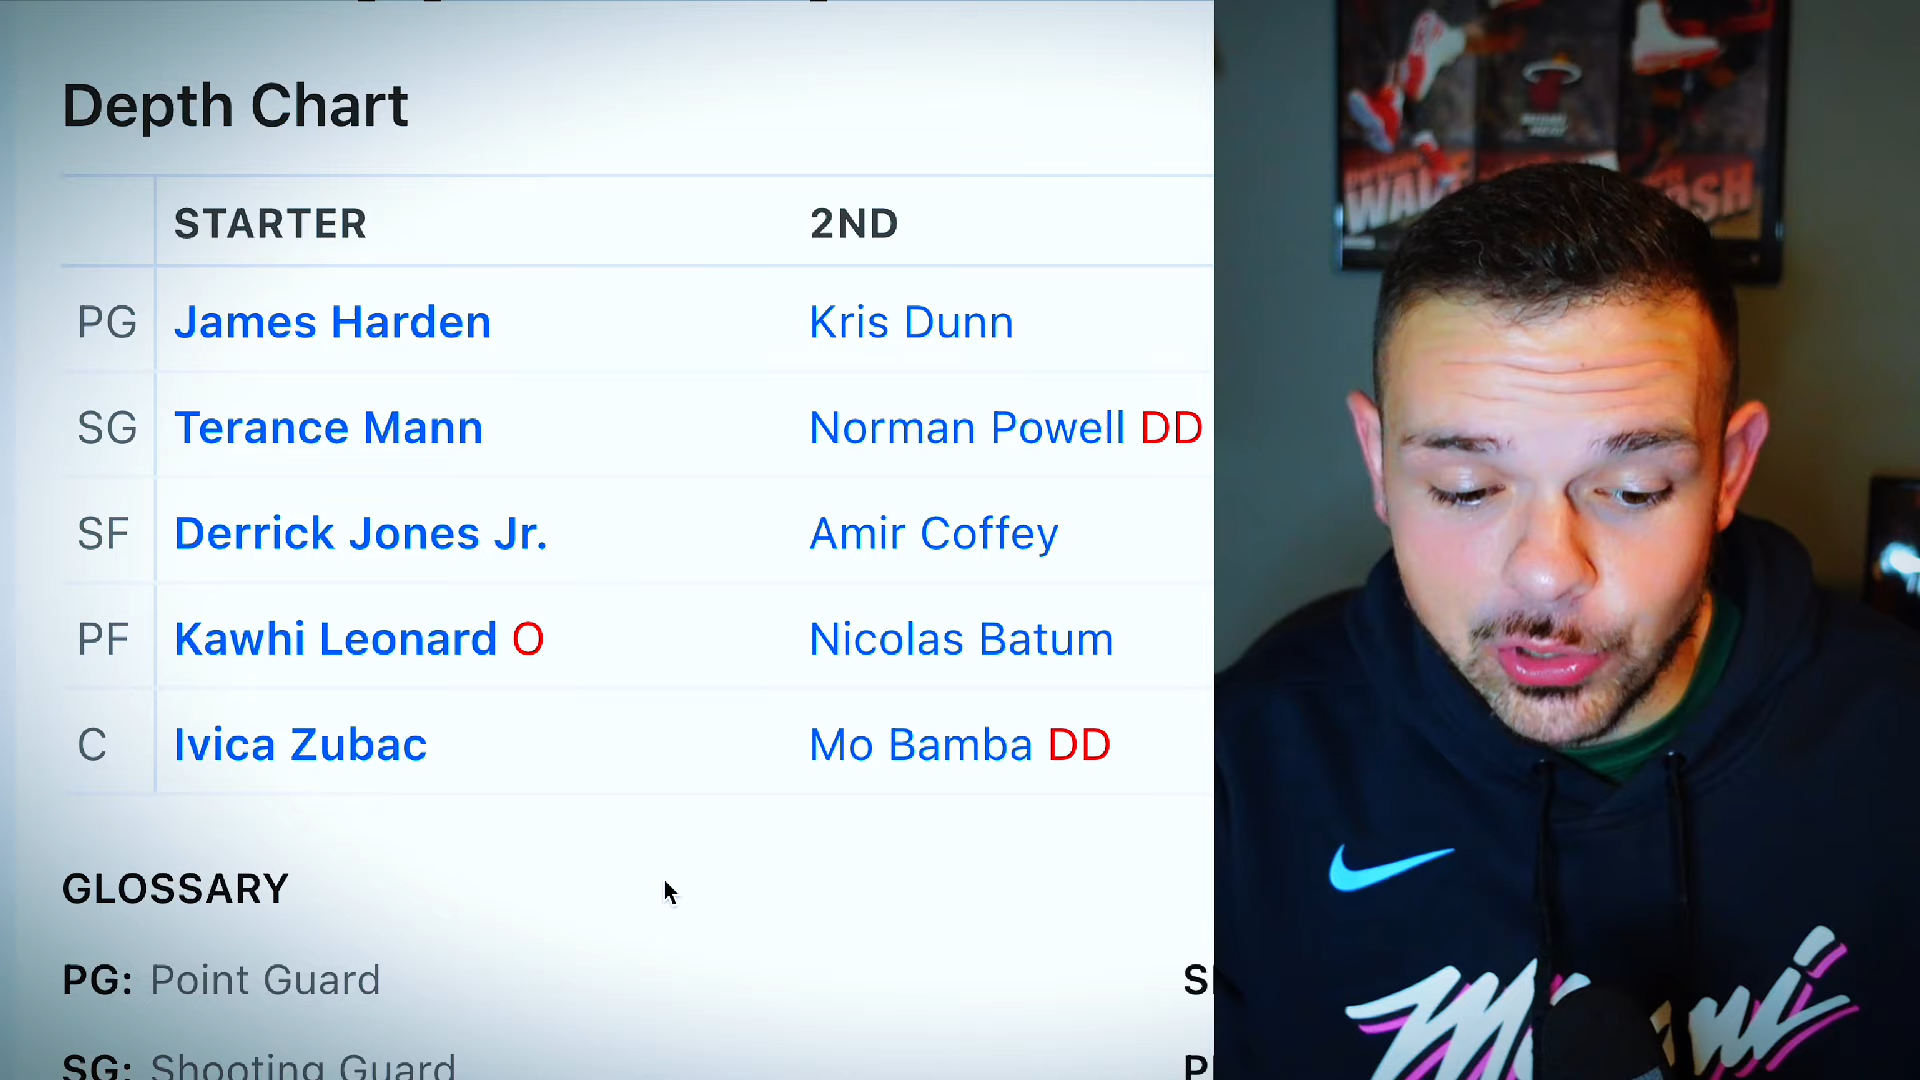 Depth Chart
STARTER 2ND
PG James Harden Kris Dunn
SG Terance Mann Norman Powell DD
SF Derrick Jones Jr. Amir Coffey
PF Kawhi Leonard O Nicolas Batum
C Ivica Zubac Mo Bamba DD
GLOSSARY
PG: Point Guard
SG: Shooting Guard
Miami